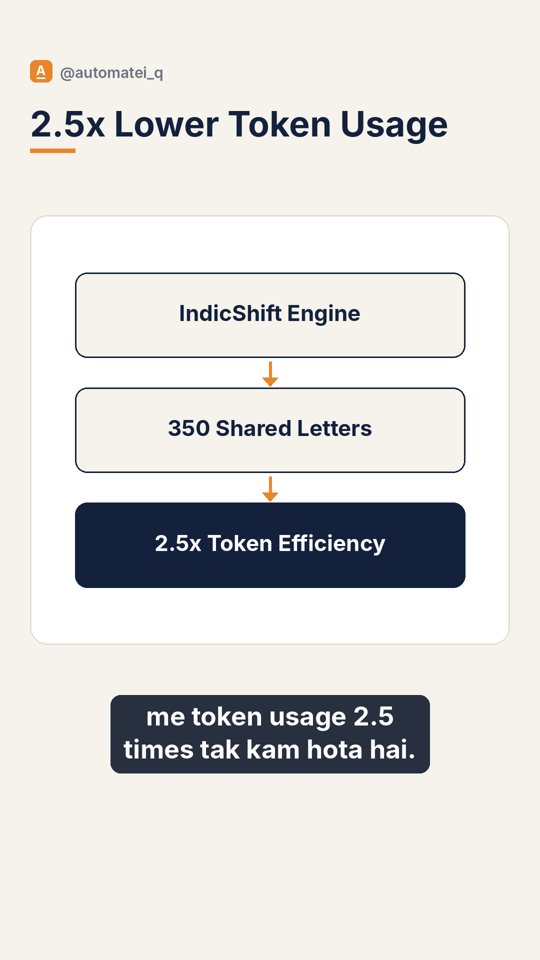 A
@automatei_q
2.5x Lower Token Usage
IndicShift Engine
350 Shared Letters
2.5x Token Efficiency
me token usage 2.5
times tak kam hota hai.